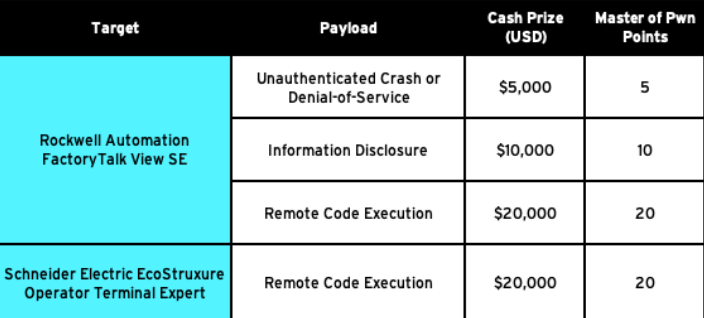 Target
Payload
Cash Prize
(USD)
Master of Pwn
Points
Rockwell Automation
FactoryTalk View SE
Unauthenticated Crash or
Denial-of-Service
$5,000
5
Information Disclosure
$10,000
10
Remote Code Execution
$20,000
20
Schneider Electric EcoStruxure
Operator Terminal Expert
Remote Code Execution
$20,000
20